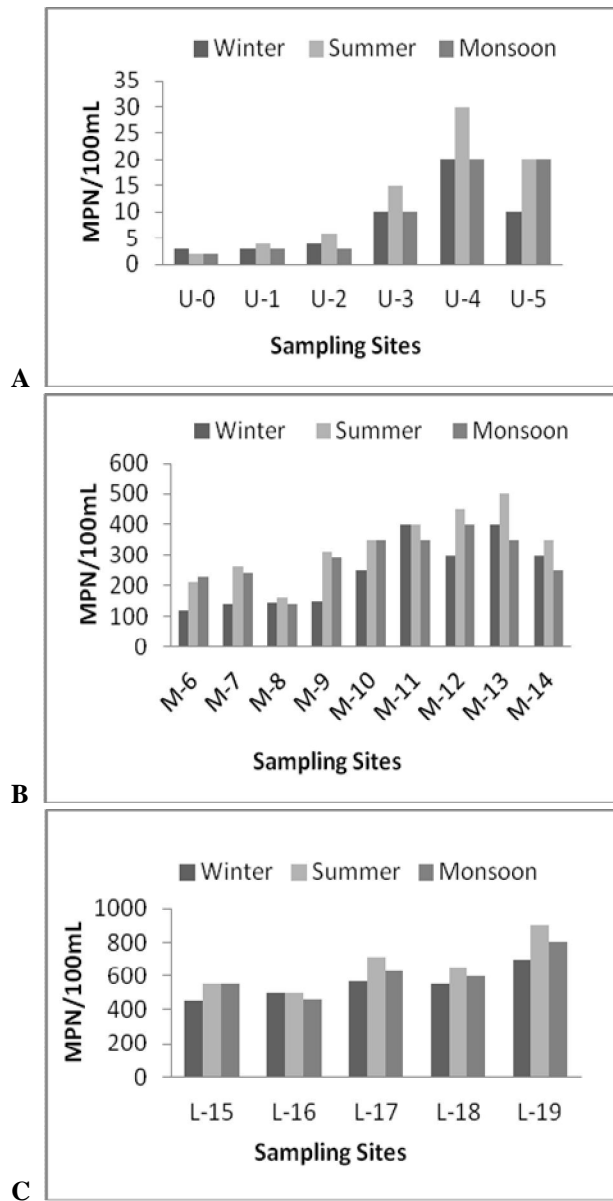 Winter Summer Monsoon
MPN/100mL
35
30
25
20
15
10
5
0
U-0 U-1 U-2 U-3 U-4 U-5
Sampling Sites
A
Winter Summer Monsoon
MPN/100mL
600
500
400
300
200
100
0
M-6 M-7 M-8 M-9 M-10 M-11 M-12 M-13 M-14
Sampling Sites
B
Winter Summer Monsoon
MPN/100mL
1000
800
600
400
200
0
L-15 L-16 L-17 L-18 L-19
Sampling Sites
C